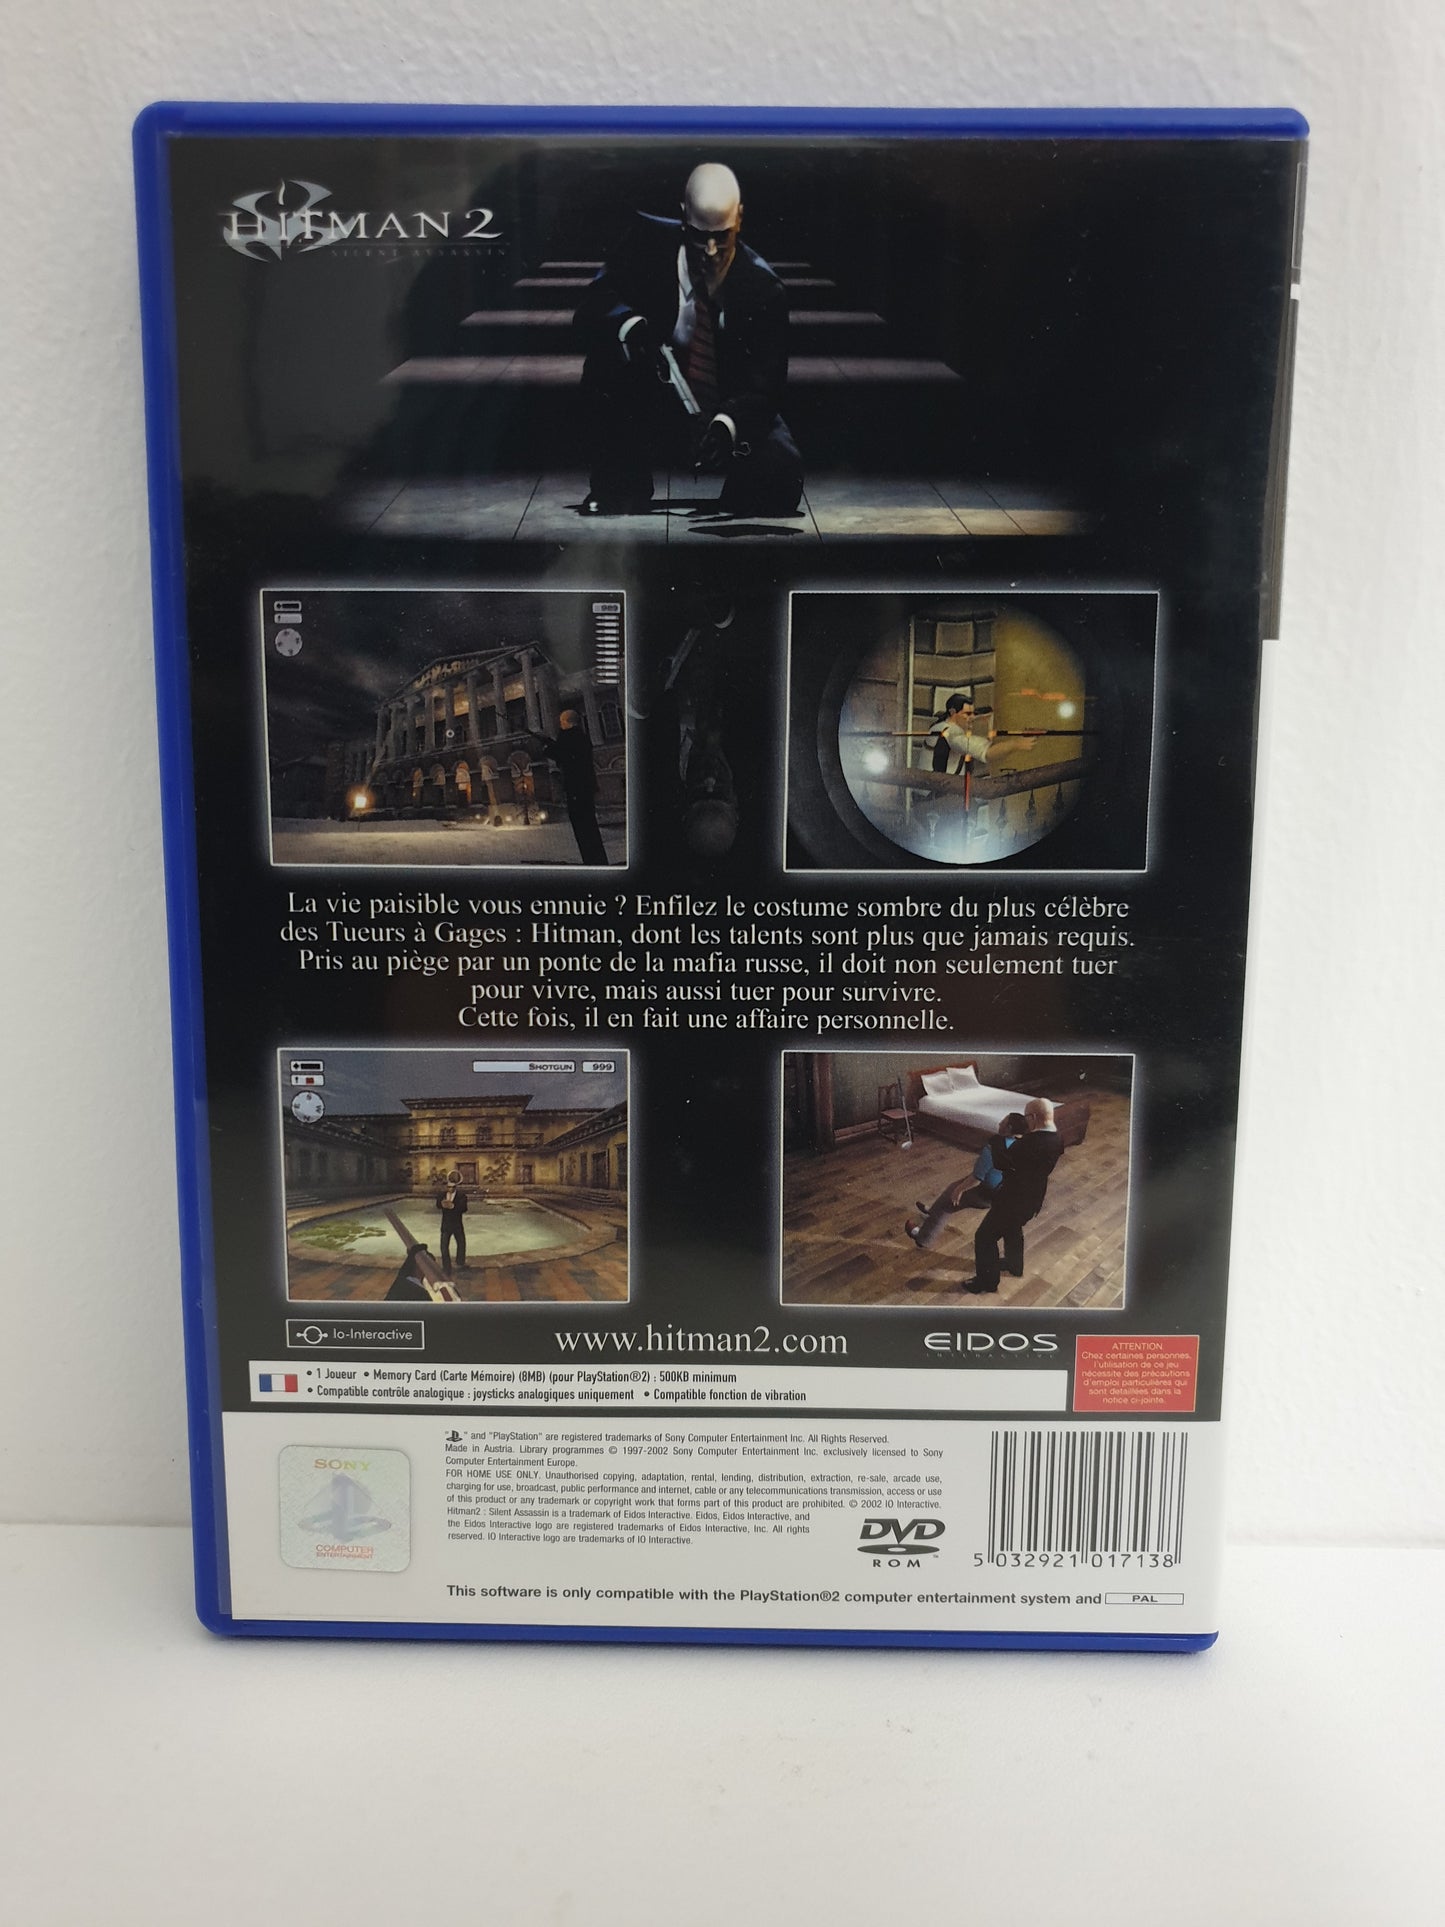 HITMAN 2
SILENT ASSASSIN
La vie paisible vous ennuie ? Enfilez le costume sombre du plus célèbre
des Tueurs à Gages : Hitman, dont les talents sont plus que jamais requis.
Pris au piège par un ponte de la mafia russe, il doit non seulement tuer
pour vivre, mais aussi tuer pour survivre.
Cette fois, il en fait une affaire personnelle.
SHOTGUN 999
Io-Interactive
www.hitman2.com
EIDOS
INTERACTIVE
ATTENTION
Chez certaines personnes,
l'utilisation de ce jeu
nécessite des précautions
d'emploi particulières qui
sont detaillées dans la
notice ci-jointe.
• 1 Joueur • Memory Card (Carte Mémoire) (8MB) (pour PlayStation®2) : 500KB minimum
• Compatible contrôle analogique : joysticks analogiques uniquement • Compatible fonction de vibration
SONY
COMPUTER
ENTERTAINMENT
" " and "PlayStation" are registered trademarks of Sony Computer Entertainment Inc. All Rights Reserved.
Made in Austria. Library programmes © 1997-2002 Sony Computer Entertainment Inc. exclusively licensed to Sony
Computer Entertainment Europe.
FOR HOME USE ONLY. Unauthorised copying, adaptation, rental, lending, distribution, extraction, re-sale, arcade use,
charging for use, broadcast, public performance and internet, cable or any telecommunications transmission, access or use
of this product or any trademark or copyright work that forms part of this product are prohibited. © 2002 IO Interactive.
Hitman2 : Silent Assassin is a trademark of Eidos Interactive. Eidos, Eidos Interactive, and
the Eidos Interactive logo are registered trademarks of Eidos Interactive, Inc. All rights
reserved. IO Interactive logo are trademarks of IO Interactive.
DVD
ROM
™
5 032921 017138
This software is only compatible with the PlayStation®2 computer entertainment system and PAL